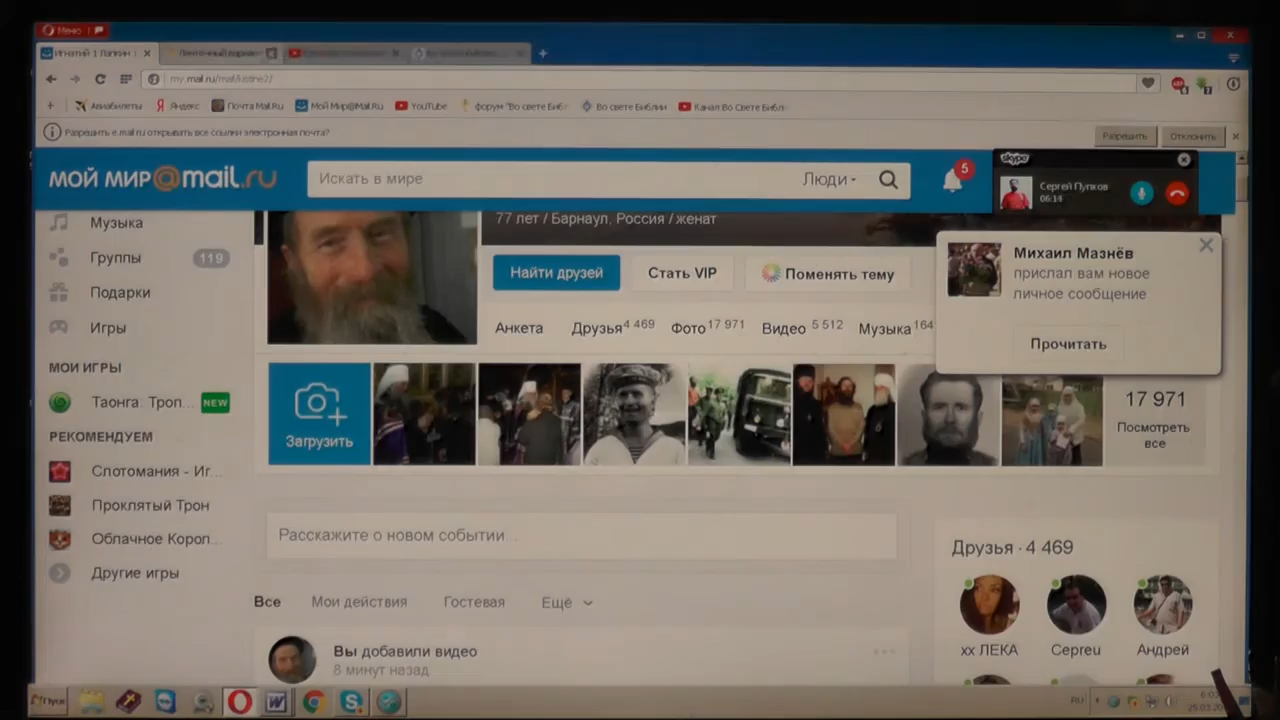 Меню
Игнатий 1 Лапкин
my.mail.ru/mail/
Авиабилеты
Яндекс
Почта Mail.Ru
Мой Мир@Mail.Ru
YouTube
форум "Во свете Библ
Во свете Библии
Канал Во Свете Библ
Разрешить e.mail.ru открывать все ссылки электронная почта?
Разрешить
Отклонить
МОЙ МИР@mail.ru
Искать в мире
Люди
5
skype
Сергей Пупков
06:14
Музыка
Группы 119
Подарки
Игры
МОИ ИГРЫ
Таонга: Троп... NEW
РЕКОМЕНДУЕМ
Слотомания - Иг...
Проклятый Трон
Облачное Корол...
Другие игры
77 лет / Барнаул, Россия / женат
Найти друзей
Стать VIP
Поменять тему
Анкета
Друзья 4 469
Фото 17 971
Видео 5 512
Музыка 164
Михаил Мазнёв
прислал вам новое
личное сообщение
Прочитать
Загрузить
17 971
Посмотреть
все
Расскажите о новом событии...
Все
Мои действия
Гостевая
Ещё
Вы добавили видео
8 минут назад
Друзья · 4 469
xx ЛЕКА
Сергеu
Андрей
Пуск
RU